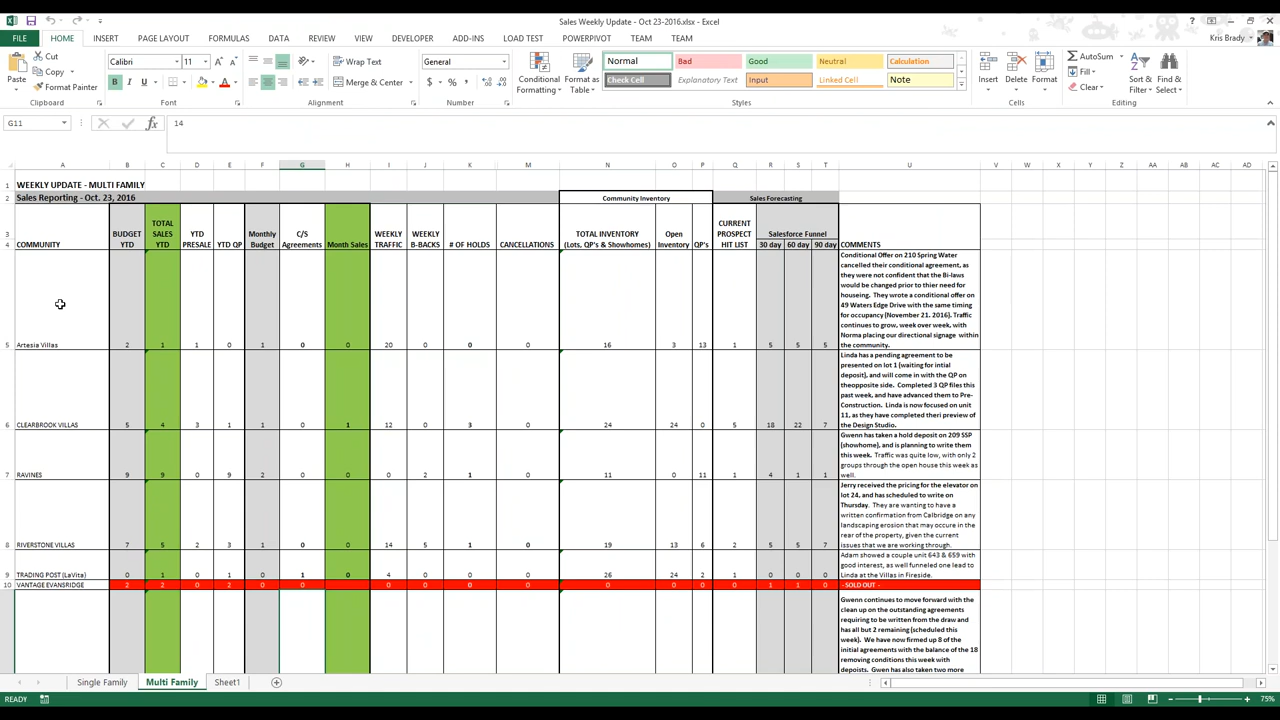 Sales Weekly Update - Oct 23-2016.xlsx - Excel
FILE HOME INSERT PAGE LAYOUT FORMULAS DATA REVIEW VIEW DEVELOPER ADD-INS LOAD TEST POWERPIVOT TEAM TEAM Kris Brady
Paste Cut Copy Format Painter Clipboard
Calibri 11 B U Font
Wrap Text Merge & Center Alignment
General $ % , Number
Conditional Formatting Format as Table
Normal Bad Good Neutral Calculation
Check Cell Explanatory Text Input Linked Cell Note
Styles
Insert Delete Format Cells
AutoSum Fill Clear Sort & Filter Find & Select Editing
G11 fx 14
A B C D E F G H I J K M N O P Q R S T U V W X Y Z AA AB AC AD
1 WEEKLY UPDATE - MULTI FAMILY
2 Sales Reporting - Oct. 23, 2016 Community Inventory Sales Forecasting
3
4 COMMUNITY BUDGET YTD TOTAL SALES YTD YTD PRESALE YTD QP Monthly Budget C/S Agreements Month Sales WEEKLY TRAFFIC WEEKLY B-BACKS # OF HOLDS CANCELLATIONS TOTAL INVENTORY (Lots, QP's & Showhomes) Open Inventory QP's CURRENT PROSPECT HIT LIST Salesforce Funnel 30 day 60 day 90 day COMMENTS
5 Artesia Villas 2 1 1 0 1 0 0 20 0 0 0 16 3 13 1 5 5 5
Conditional Offer on 210 Spring Water
cancelled their conditional agreement, as
they were not confident that the Bi-laws
would be changed prior to thier need for
houseing. They wrote a conditional offer on
49 Waters Edge Drive with the same timing
for occupancy (November 21. 2016). Traffic
continues to grow, week over week, with
Norma placing our directional signage within
the community.
6 CLEARBROOK VILLAS 5 4 3 1 1 0 1 12 0 3 0 24 24 0 5 18 22 7
Linda has a pending agreement to be
presented on lot 1 (waiting for intial
deposit), and will come in with the QP on
theopposite side. Completed 3 QP files this
past week, and have advanced them to Pre-
Construction. Linda is now focused on unit
11, as they have completed theri preview of
the Design Studio.
7 RAVINES 9 9 0 9 2 0 0 0 2 1 0 11 0 11 1 4 1 1
Gwenn has taken a hold deposit on 209 SSP
(showhome), and is planning to write them
this week. Traffic was quite low, with only 2
groups through the open house this week as
well.
8 RIVERSTONE VILLAS 7 5 2 3 1 0 0 14 5 1 0 19 13 6 2 5 5 7
Jerry received the pricing for the elevator on
lot 24, and has scheduled to write on
Thursday. They are wanting to have a
written confirmation from Calbridge on any
landscaping erosion that may occure in the
rear of the property, given the current
issues that we are working through.
9 TRADING POST (LaVita) 0 1 0 1 0 1 0 4 0 0 0 26 24 2 1 0 0 0
Adam showed a couple unit 643 & 659 with
good interest, as well funneled one lead to
Linda at the Villas in Fireside.
10 VANTAGE EVANSRIDGE 2 2 0 2 0 0 0 0 0 0 0 0 0 0 0 1 1 0 - SOLD OUT -
Gwenn continues to move forward with the
clean up on the outstanding agreements
requiring to be written from the draw and
has all but 2 remaining (scheduled this
week). We have now firmed up 8 of the
initial agreements with the balance of the 18
removing conditions this week with
depoists. Gwen has also taken two more
Single Family Multi Family Sheet1
READY 75%